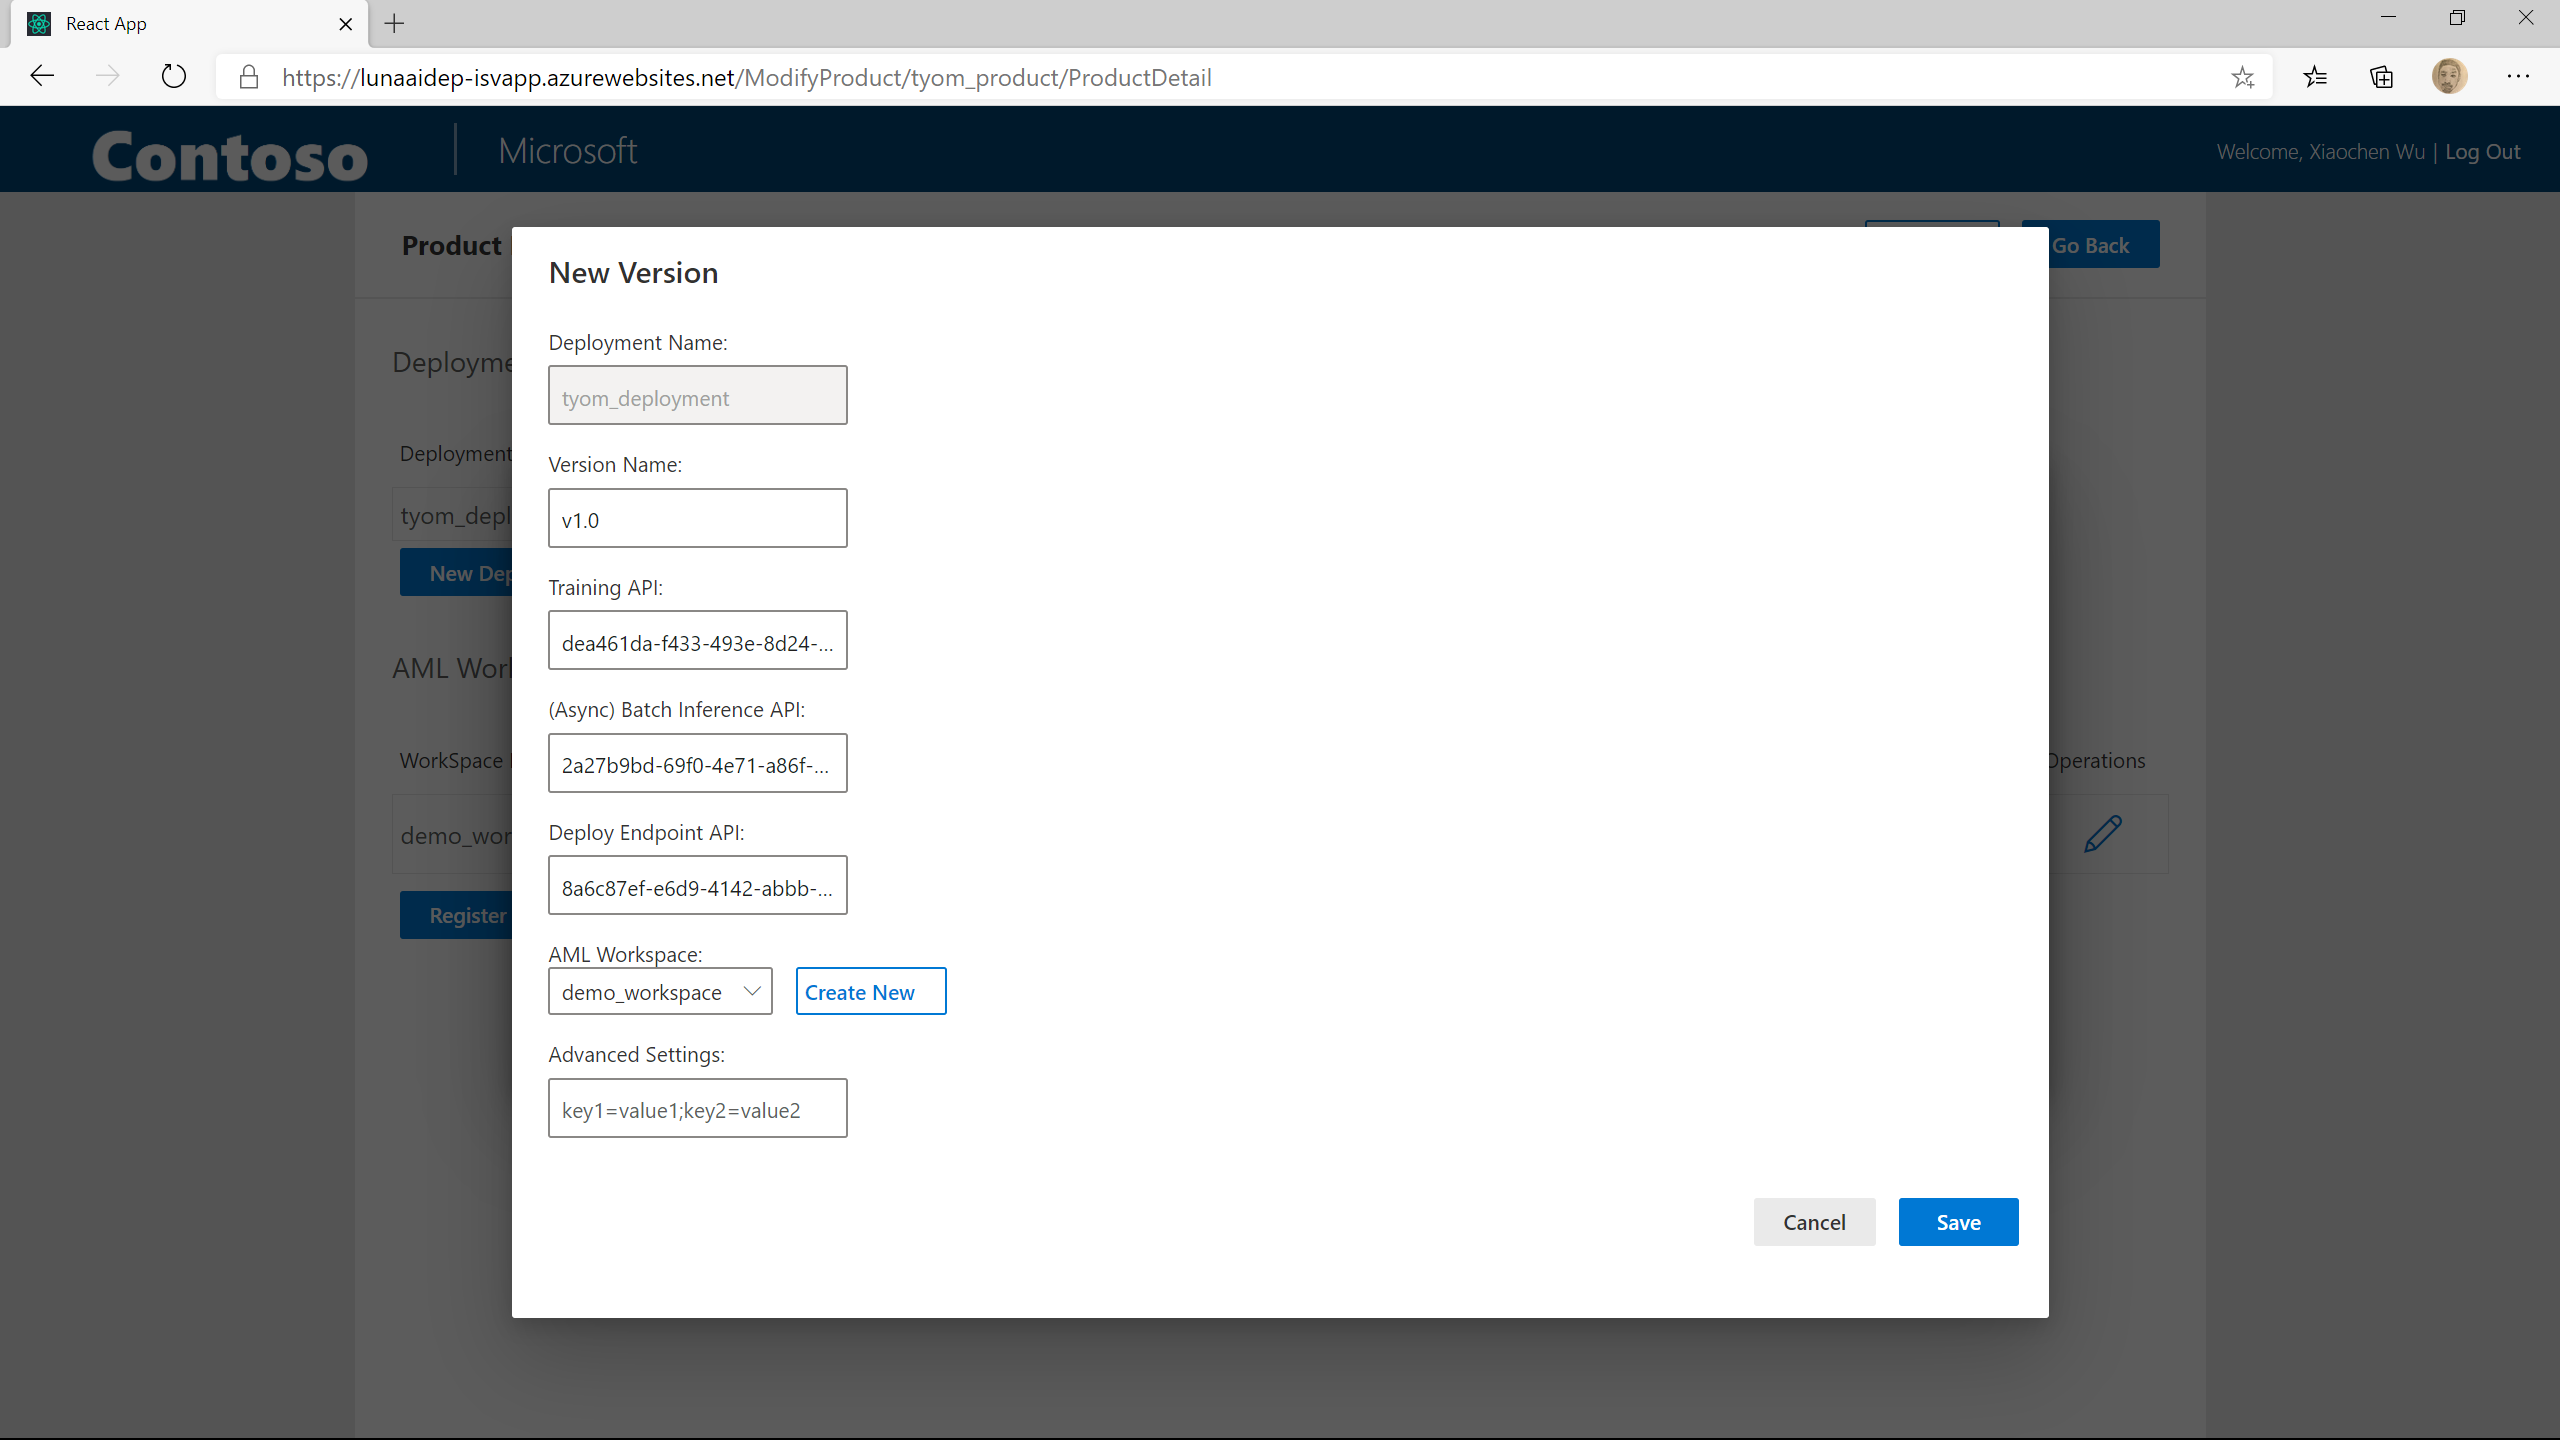 React App
https://lunaaidep-isvapp.azurewebsites.net/ModifyProduct/tyom_product/ProductDetail
Contoso
Microsoft
Welcome, Xiaochen Wu | Log Out
Product
Go Back
New Version
Deployment Name:
tyom_deployment
Version Name:
v1.0
Training API:
dea461da-f433-493e-8d24-...
(Async) Batch Inference API:
2a27b9bd-69f0-4e71-a86f-...
Deploy Endpoint API:
8a6c87ef-e6d9-4142-abbb-...
AML Workspace:
demo_workspace
Create New
Advanced Settings:
key1=value1;key2=value2
Cancel
Save
Deployme
Deployment
tyom_depl
New Dep
AML Wor
WorkSpace
Operations
demo_wor
Register